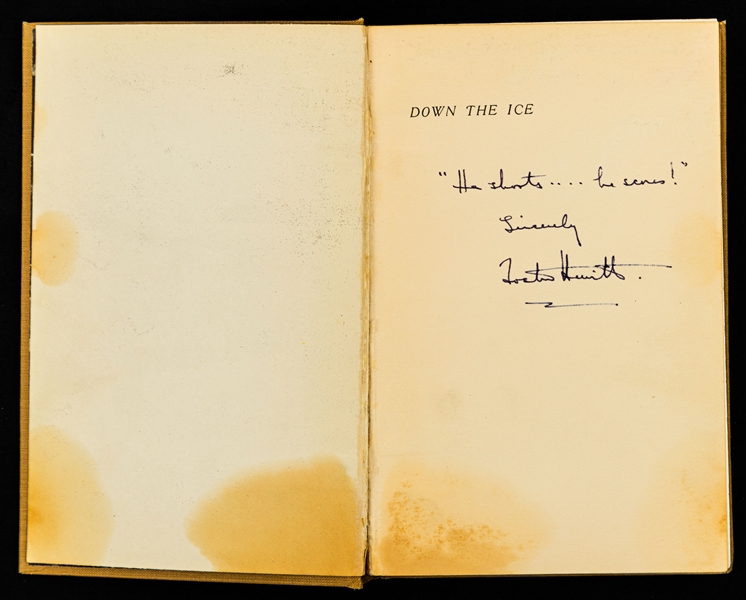 DOWN THE ICE
"He shoots.... he scores!"
Sincerely
Foster Hewitt.